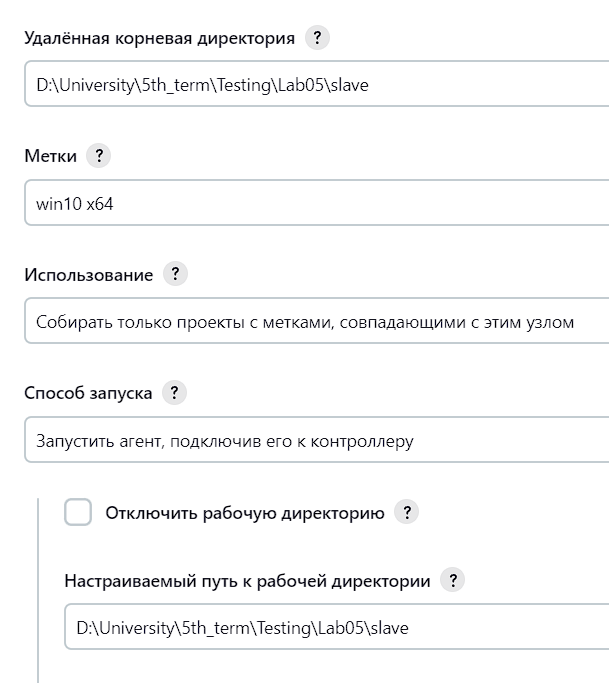 Удалённая корневая директория ?
D:\University\5th_term\Testing\Lab05\slave
Метки ?
win10 x64
Использование ?
Собирать только проекты с метками, совпадающими с этим узлом
Способ запуска ?
Запустить агент, подключив его к контроллеру
Отключить рабочую директорию ?
Настраиваемый путь к рабочей директории ?
D:\University\5th_term\Testing\Lab05\slave